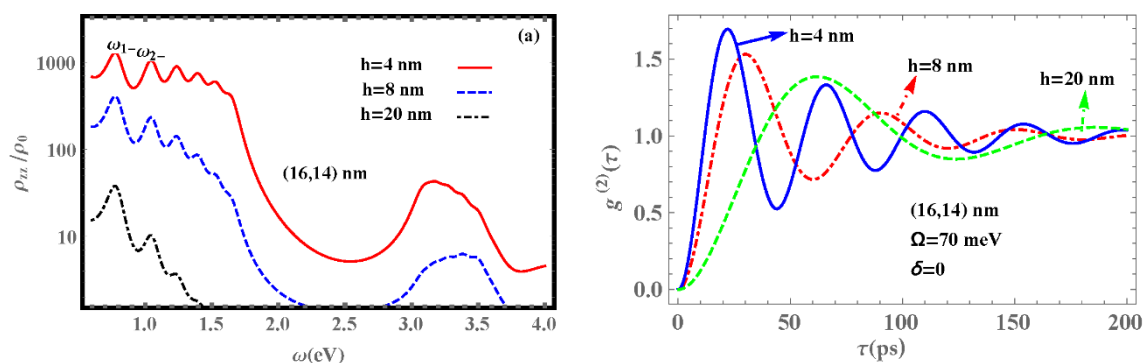 (a)
ω1- ω2-
h=4 nm
h=8 nm
h=20 nm
(16,14) nm
1000
100
10
ρzz /ρ0
1.0 1.5 2.0 2.5 3.0 3.5 4.0
ω(eV)
h=4 nm
h=8 nm
h=20 nm
(16,14) nm
Ω=70 meV
δ=0
1.5
1.0
0.5
0.0
g(2)(τ)
0 50 100 150 200
τ(ps)